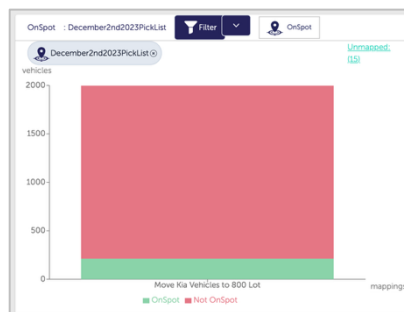 OnSpot : December2nd2023PickList Filter OnSpot
December2nd2023PickList
Unmapped:
(15)
vehicles
2000
1500
1000
500
0
Move Kia Vehicles to 800 Lot
mappings
OnSpot Not OnSpot